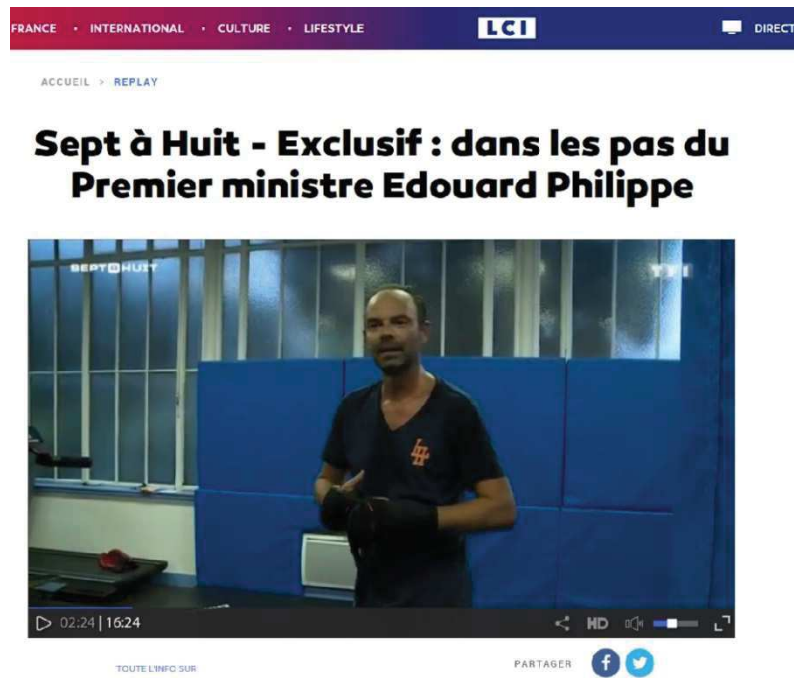 FRANCE • INTERNATIONAL • CULTURE • LIFESTYLE LCI DIRECT
ACCUEIL > REPLAY
Sept à Huit - Exclusif : dans les pas du
Premier ministre Edouard Philippe
SEPT À HUIT TF1
02:24 | 16:24 HD
TOUTE L'INFO SUR PARTAGER